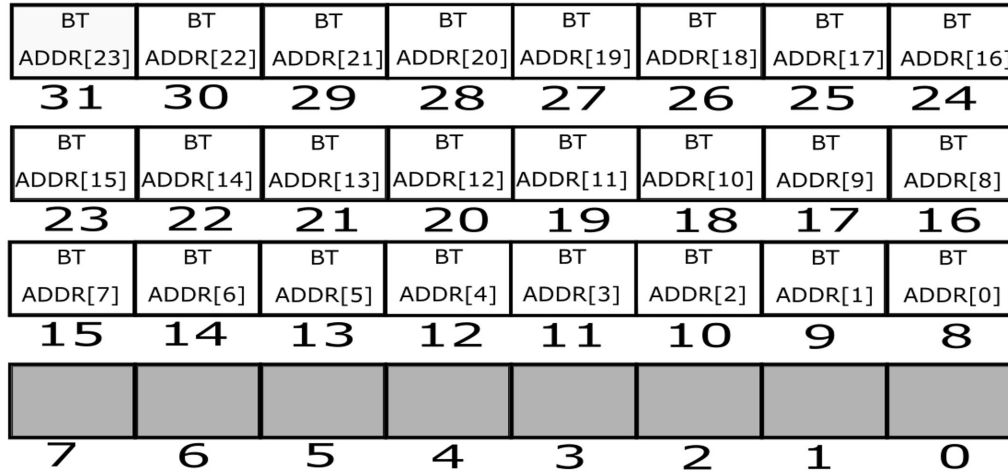 BT BT BT BT BT BT BT BT
ADDR[23] ADDR[22] ADDR[21] ADDR[20] ADDR[19] ADDR[18] ADDR[17] ADDR[16]
31 30 29 28 27 26 25 24
BT BT BT BT BT BT BT BT
ADDR[15] ADDR[14] ADDR[13] ADDR[12] ADDR[11] ADDR[10] ADDR[9] ADDR[8]
23 22 21 20 19 18 17 16
BT BT BT BT BT BT BT BT
ADDR[7] ADDR[6] ADDR[5] ADDR[4] ADDR[3] ADDR[2] ADDR[1] ADDR[0]
15 14 13 12 11 10 9 8
7 6 5 4 3 2 1 0